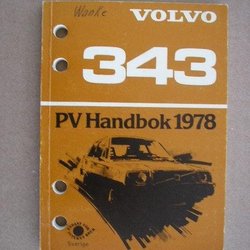 Wanke
VOLVO
343
PV Handbok 1978
Sverige